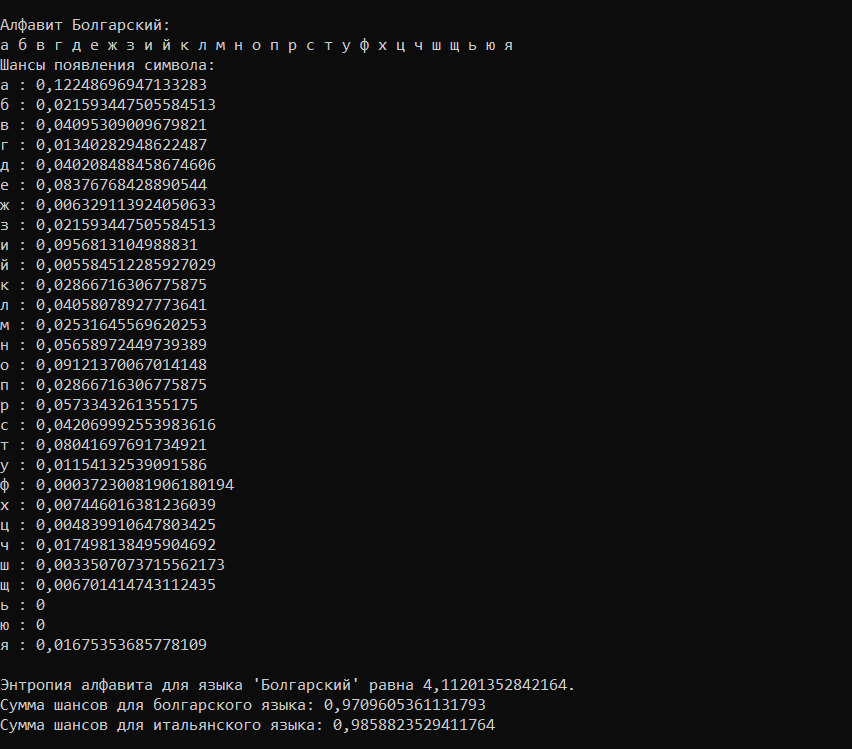 Алфавит Болгарский:
а б в г д е ж з и й к л м н о п р с т у ф х ц ч ш щ ь ю я
Шансы появления символа:
а : 0,12248696947133283
б : 0,021593447505584513
в : 0,04095309009679821
г : 0,01340282948622487
д : 0,040208488458674606
е : 0,08376768428890544
ж : 0,006329113924050633
з : 0,021593447505584513
и : 0,0956813104988831
й : 0,005584512285927029
к : 0,02866716306775875
л : 0,04058078927773641
м : 0,02531645569620253
н : 0,05658972449739389
о : 0,09121370067014148
п : 0,02866716306775875
р : 0,0573343261355175
с : 0,042069992553983616
т : 0,08041697691734921
у : 0,01154132539091586
ф : 0,00037230081906180194
х : 0,007446016381236039
ц : 0,004839910647803425
ч : 0,017498138495904692
ш : 0,0033507073715562173
щ : 0,006701414743112435
ь : 0
ю : 0
я : 0,01675353685778109
Энтропия алфавита для языка 'Болгарский' равна 4,11201352842164.
Сумма шансов для болгарского языка: 0,9709605361131793
Сумма шансов для итальянского языка: 0,9858823529411764